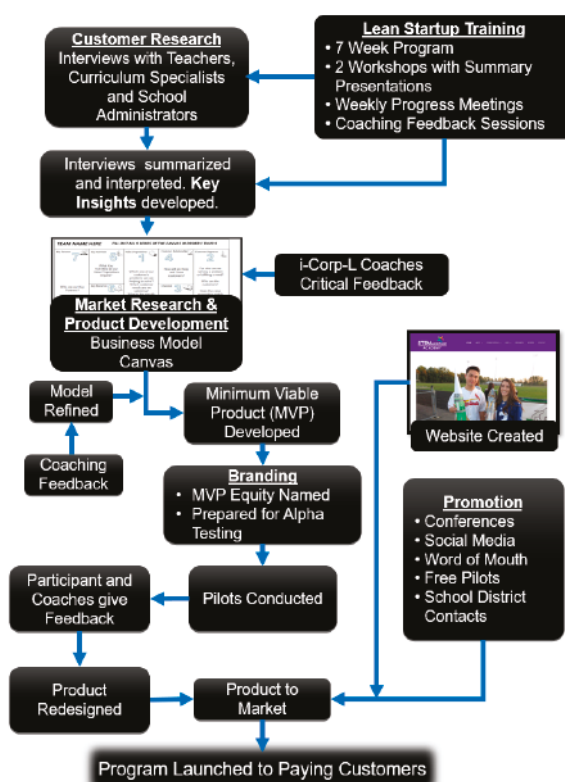 Customer Research
Interviews with Teachers,
Curriculum Specialists
and School
Administrators
Lean Startup Training
• 7 Week Program
• 2 Workshops with Summary
Presentations
• Weekly Progress Meetings
• Coaching Feedback Sessions
Interviews summarized
and interpreted. Key
Insights developed.
TEAM NAME HERE
i-Corp-L Coaches
Critical Feedback
Market Research &
Product Development
Business Model
Canvas
Model
Refined
Coaching
Feedback
Minimum Viable
Product (MVP)
Developed
Website Created
Branding
• MVP Equity Named
• Prepared for Alpha
Testing
Promotion
• Conferences
• Social Media
• Word of Mouth
• Free Pilots
• School District
Contacts
Participant and
Coaches give
Feedback
Pilots Conducted
Product
Redesigned
Product to
Market
Program Launched to Paying Customers